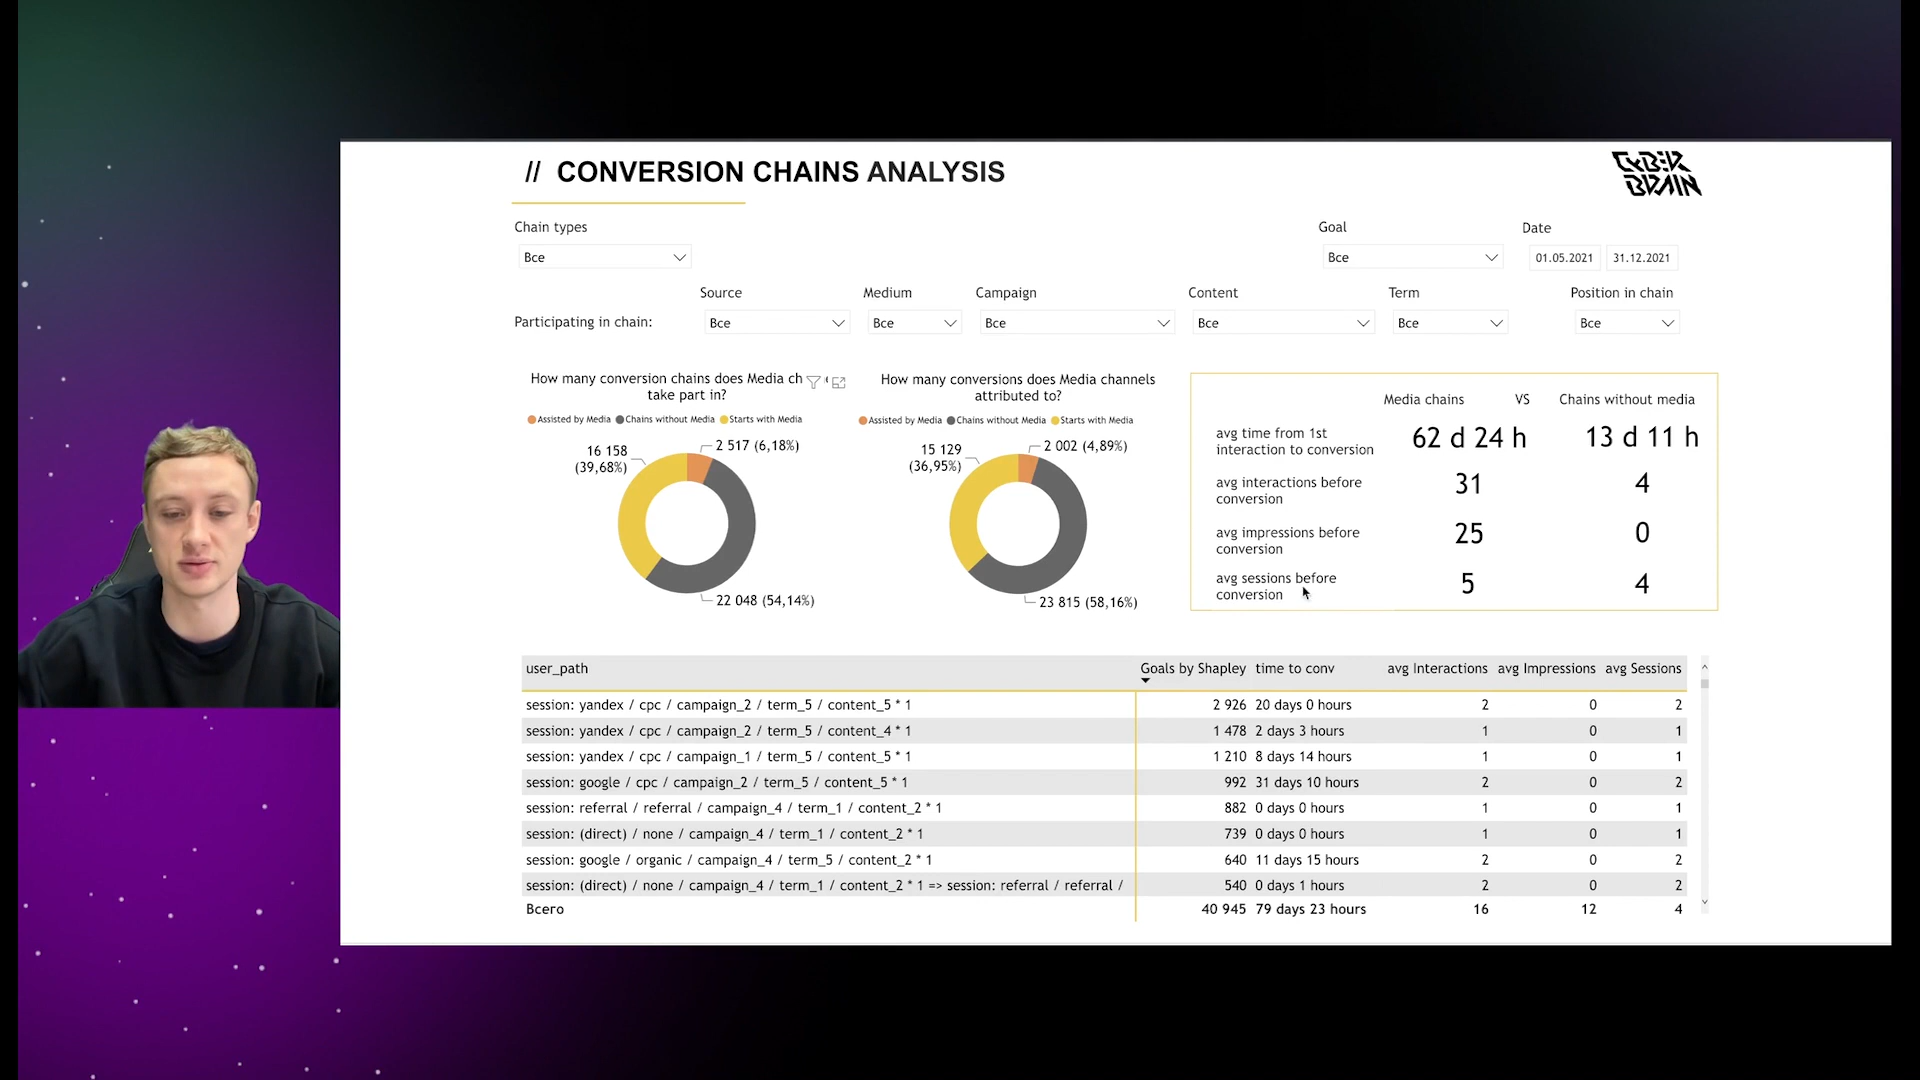 // CONVERSION CHAINS ANALYSIS
CYBER
BRAIN
Chain types
Все
Goal
Все
Date
01.05.2021 31.12.2021
Participating in chain:
Source
Все
Medium
Все
Campaign
Все
Content
Все
Term
Все
Position in chain
Все
How many conversion chains does Media ch
take part in?
Assisted by Media Chains without Media Starts with Media
16 158
(39,68%)
2 517 (6,18%)
22 048 (54,14%)
How many conversions does Media channels
attributed to?
Assisted by Media Chains without Media Starts with Media
15 129
(36,95%)
2 002 (4,89%)
23 815 (58,16%)
Media chains VS Chains without media
avg time from 1st
interaction to conversion
62 d 24 h 13 d 11 h
avg interactions before
conversion
31 4
avg impressions before
conversion
25 0
avg sessions before
conversion
5 4
user_path Goals by Shapley time to conv avg Interactions avg Impressions avg Sessions
session: yandex / cpc / campaign_2 / term_5 / content_5 * 1 2 926 20 days 0 hours 2 0 2
session: yandex / cpc / campaign_2 / term_5 / content_4 * 1 1 478 2 days 3 hours 1 0 1
session: yandex / cpc / campaign_1 / term_5 / content_5 * 1 1 210 8 days 14 hours 1 0 1
session: google / cpc / campaign_2 / term_5 / content_5 * 1 992 31 days 10 hours 2 0 2
session: referral / referral / campaign_4 / term_1 / content_2 * 1 882 0 days 0 hours 1 0 1
session: (direct) / none / campaign_4 / term_1 / content_2 * 1 739 0 days 0 hours 1 0 1
session: google / organic / campaign_4 / term_5 / content_2 * 1 640 11 days 15 hours 2 0 2
session: (direct) / none / campaign_4 / term_1 / content_2 * 1 => session: referral / referral / 540 0 days 1 hours 2 0 2
Всего 40 945 79 days 23 hours 16 12 4